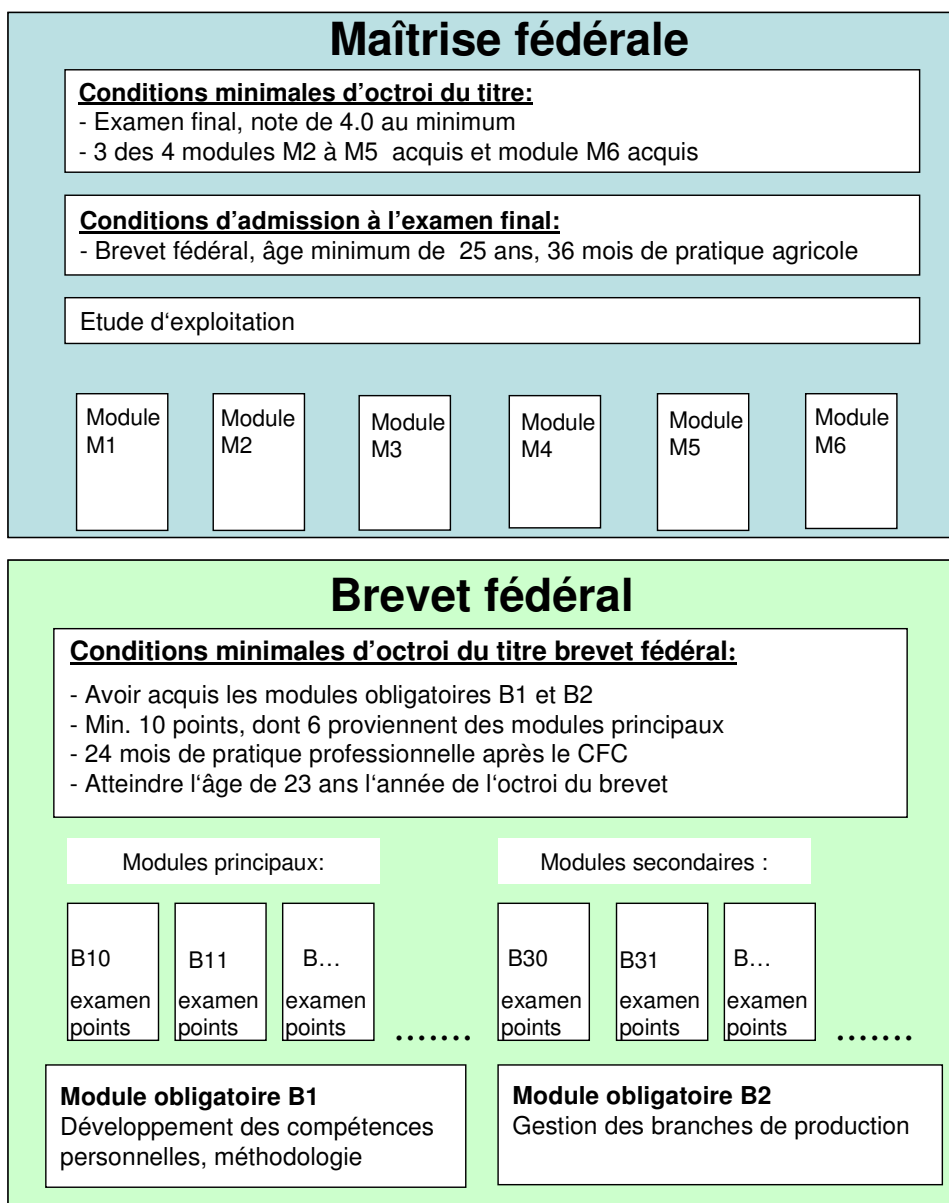 Maîtrise fédérale
Conditions minimales d'octroi du titre:
- Examen final, note de 4.0 au minimum
- 3 des 4 modules M2 à M5 acquis et module M6 acquis
Conditions d'admission à l'examen final:
- Brevet fédéral, âge minimum de 25 ans, 36 mois de pratique agricole
Etude d'exploitation
Module
M1
Module
M2
Module
M3
Module
M4
Module
M5
Module
M6
Brevet fédéral
Conditions minimales d'octroi du titre brevet fédéral:
- Avoir acquis les modules obligatoires B1 et B2
- Min. 10 points, dont 6 proviennent des modules principaux
- 24 mois de pratique professionnelle après le CFC
- Atteindre l'âge de 23 ans l'année de l'octroi du brevet
Modules principaux:
B10
examen
points
B11
examen
points
B…
examen
points
.......
Modules secondaires :
B30
examen
points
B31
examen
points
B…
examen
points
.......
Module obligatoire B1
Développement des compétences
personnelles, méthodologie
Module obligatoire B2
Gestion des branches de production